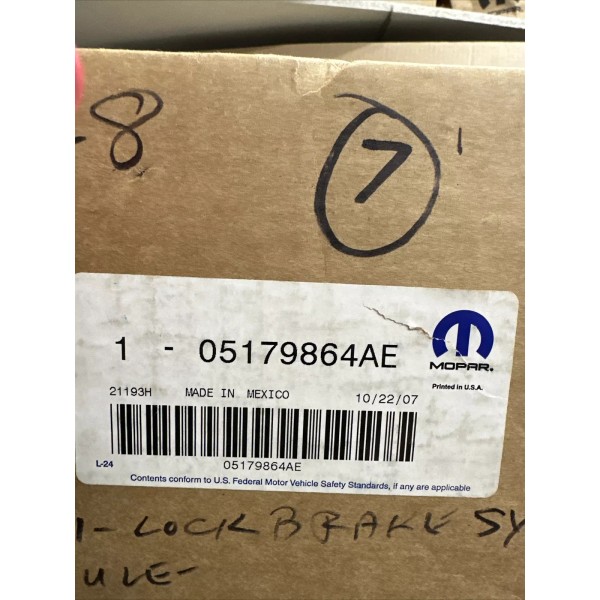 -8
7
1 - 05179864AE
MOPAR.
Printed in U.S.A.
21193H MADE IN MEXICO 10/22/07
L-24
05179864AE
Contents conform to U.S. Federal Motor Vehicle Safety Standards, if any are applicable
I-LOCK BRAKE SY
ULE-